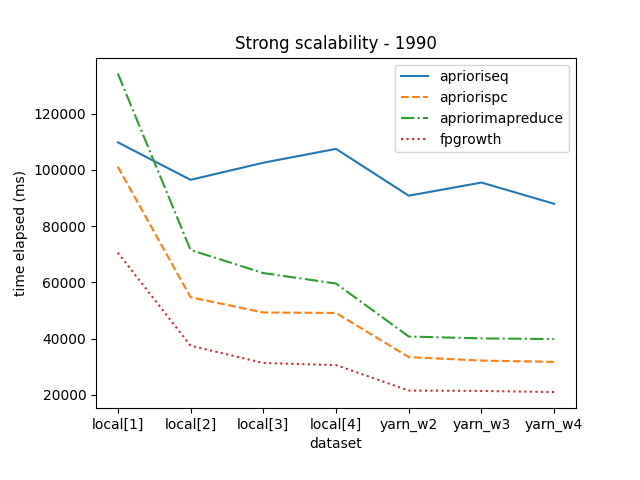 Strong scalability - 1990
aprioriseq
apriorispc
apriorimapreduce
fpgrowth
120000
100000
80000
60000
40000
20000
time elapsed (ms)
local[1] local[2] local[3] local[4] yarn_w2 yarn_w3 yarn_w4
dataset